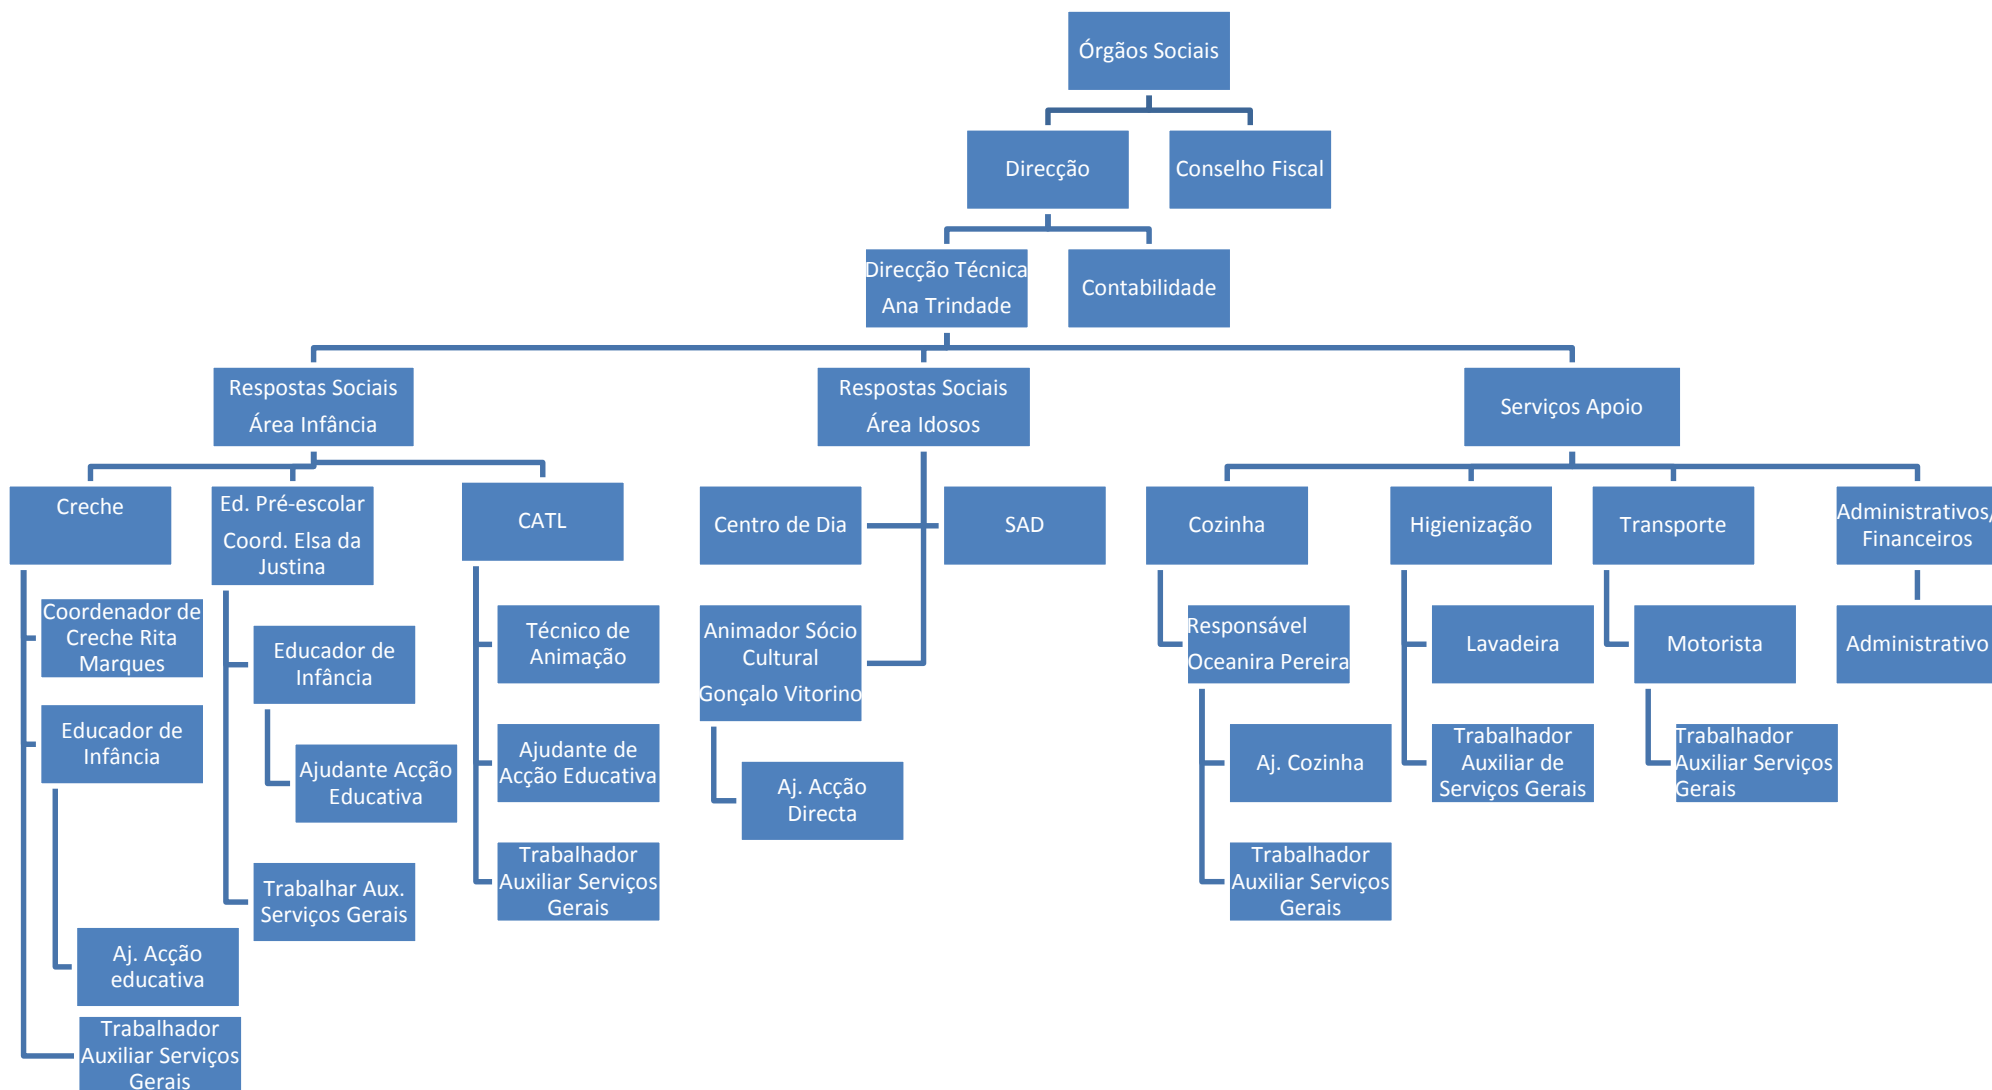 Órgãos Sociais
Direcção
Conselho Fiscal
Direcção Técnica
Ana Trindade
Contabilidade
Respostas Sociais
Área Infância
Respostas Sociais
Área Idosos
Serviços Apoio
Creche
Ed. Pré-escolar
Coord. Elsa da
Justina
CATL
Centro de Dia
SAD
Cozinha
Higienização
Transporte
Administrativos/
Financeiros
Coordenador de
Creche Rita
Marques
Educador de
Infância
Técnico de
Animação
Animador Sócio
Cultural
Gonçalo Vitorino
Responsável
Oceanira Pereira
Lavadeira
Motorista
Administrativo
Educador de
Infância
Ajudante Acção
Educativa
Ajudante de
Acção Educativa
Aj. Acção
Directa
Aj. Cozinha
Trabalhador
Auxiliar de
Serviços Gerais
Trabalhador
Auxiliar Serviços
Gerais
Trabalhar Aux.
Serviços Gerais
Trabalhador
Auxiliar Serviços
Gerais
Trabalhador
Auxiliar Serviços
Gerais
Aj. Acção
educativa
Trabalhador
Auxiliar Serviços
Gerais